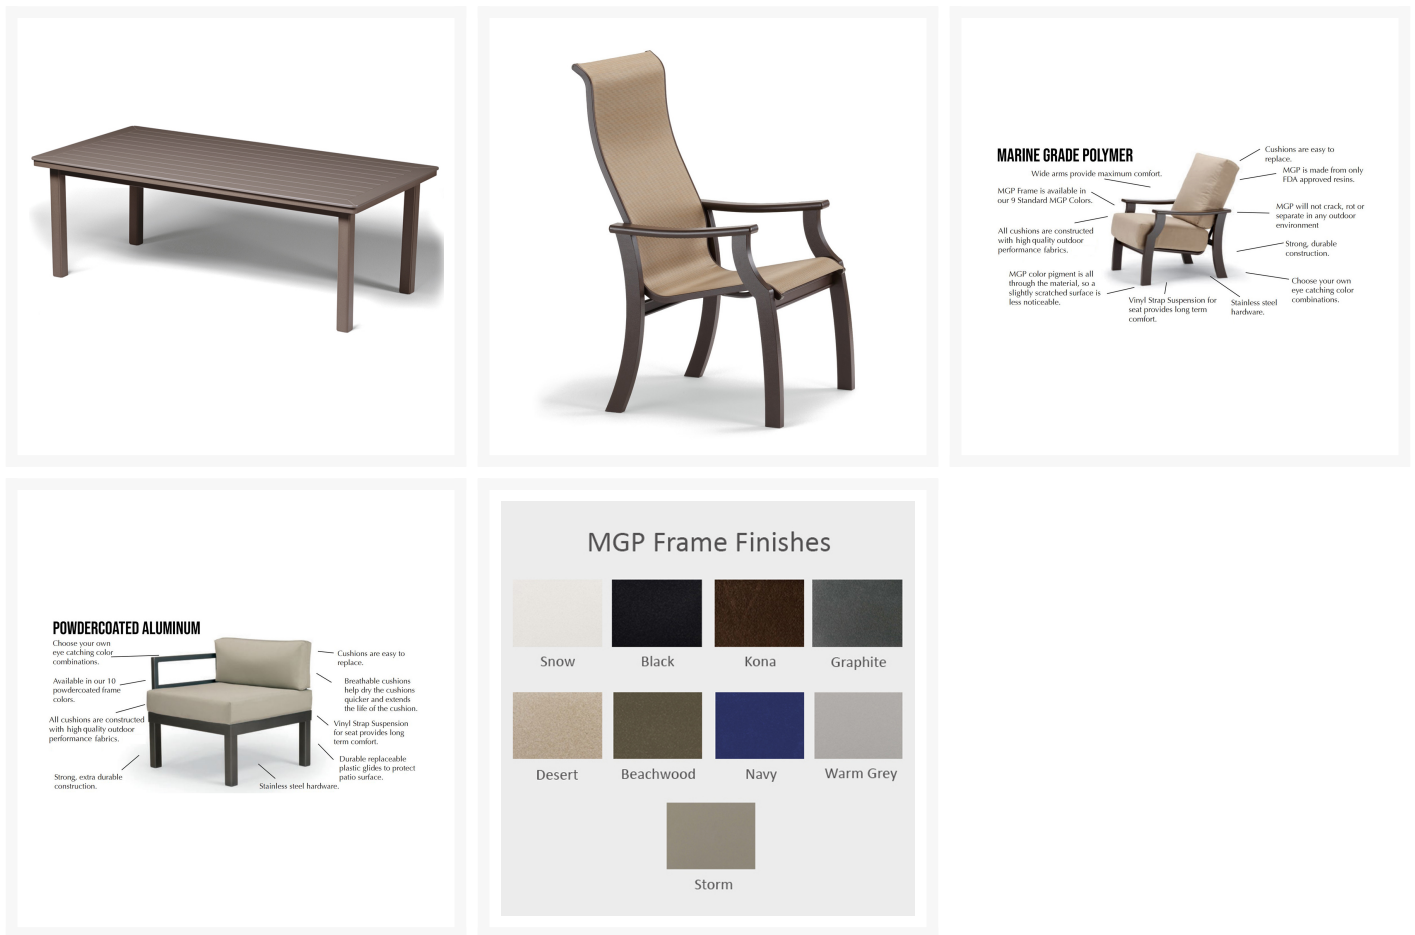 MARINE GRADE POLYMER
Wide arms provide maximum comfort.
MGP Frame is available in
our 9 Standard MGP Colors.
All cushions are constructed
with high quality outdoor
performance fabrics.
MGP color pigment is all
through the material, so a
slightly scratched surface is
less noticeable.
Vinyl Strap Suspension for
seat provides long term
comfort.
Stainless steel
hardware.
Cushions are easy to
replace.
MGP is made from only
FDA approved resins.
MGP will not crack, rot or
separate in any outdoor
environment
Strong, durable
construction.
Choose your own
eye catching color
combinations.
POWDERCOATED ALUMINUM
Choose your own
eye catching color
combinations.
Available in our 10
powdercoated frame
colors.
All cushions are constructed
with high quality outdoor
performance fabrics.
Strong, extra durable
construction.
Cushions are easy to
replace.
Breathable cushions
help dry the cushions
quicker and extends
the life of the cushion.
Vinyl Strap Suspension
for seat provides long
term comfort.
Durable replaceable
plastic glides to protect
patio surface.
Stainless steel hardware.
MGP Frame Finishes
Snow
Black
Kona
Graphite
Desert
Beachwood
Navy
Warm Grey
Storm